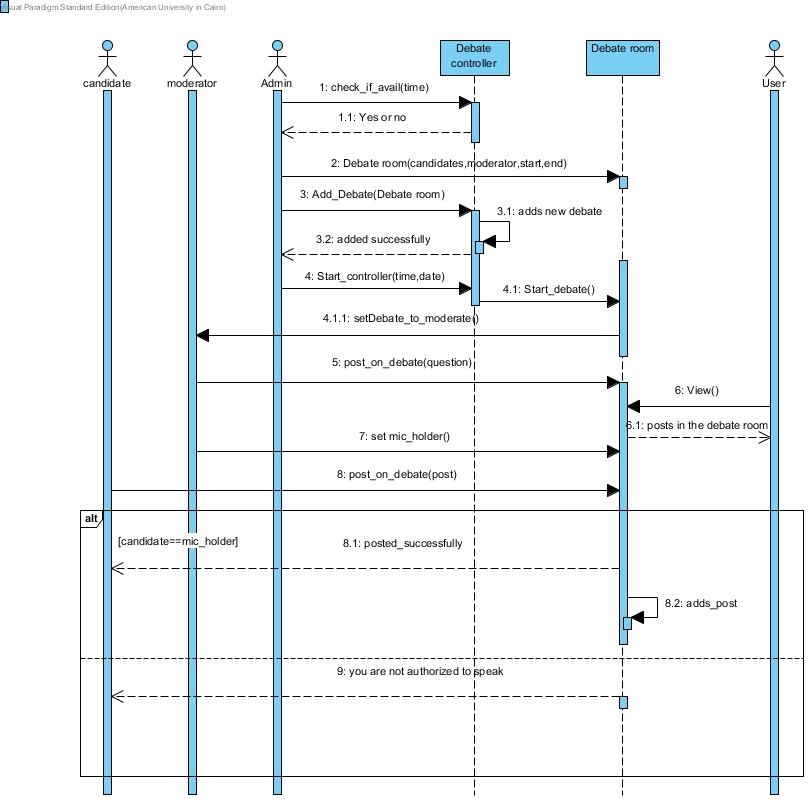 Visual Paradigm Standard Edition(American University in Cairo)
Debate
controller
Debate room
candidate
moderator
Admin
User
1: check_if_avail(time)
1.1: Yes or no
2: Debate room(candidates,moderator,start,end)
3: Add_Debate(Debate room)
3.1: adds new debate
3.2: added successfully
4: Start_controller(time,date)
4.1: Start_debate()
4.1.1: setDebate_to_moderate()
5: post_on_debate(question)
6: View()
6.1: posts in the debate room
7: set mic_holder()
8: post_on_debate(post)
alt
[candidate==mic_holder]
8.1: posted_successfully
8.2: adds_post
9: you are not authorized to speak